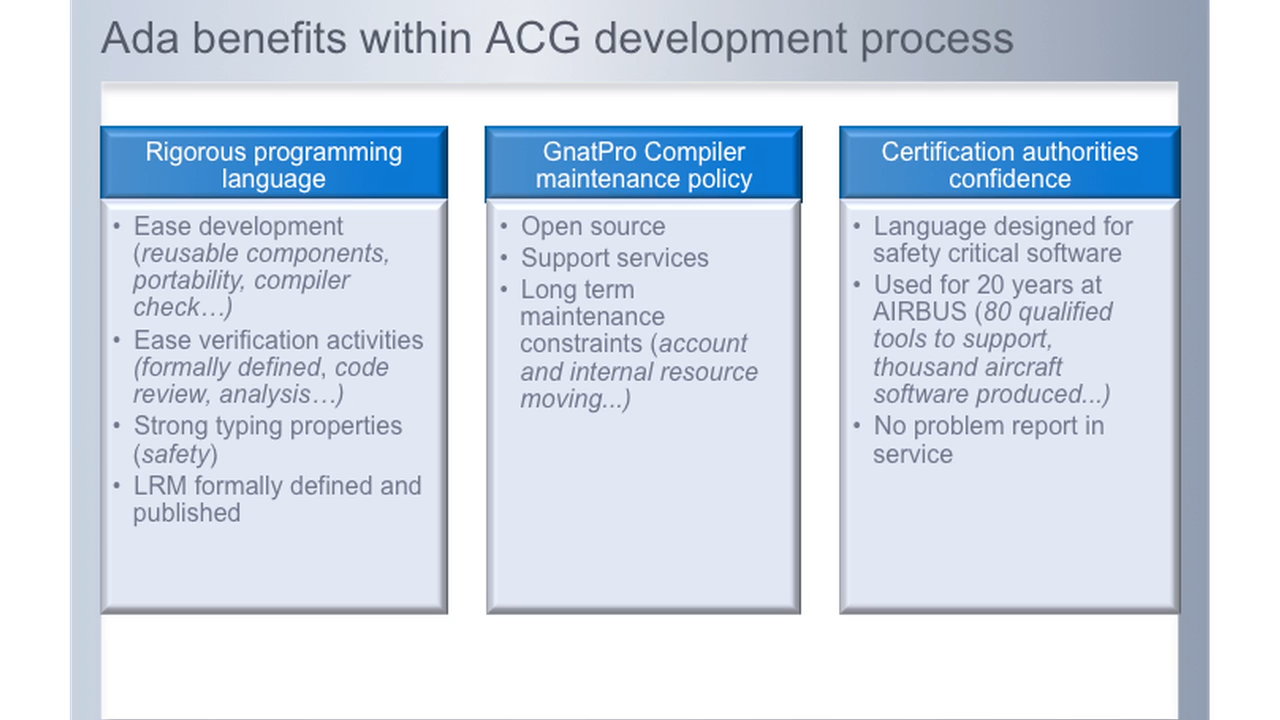 Ada benefits within ACG development process
Rigorous programming
language
• Ease development
(reusable components,
portability, compiler
check…)
• Ease verification activities
(formally defined, code
review, analysis…)
• Strong typing properties
(safety)
• LRM formally defined and
published
GnatPro Compiler
maintenance policy
• Open source
• Support services
• Long term
maintenance
constraints (account
and internal resource
moving...)
Certification authorities
confidence
• Language designed for
safety critical software
• Used for 20 years at
AIRBUS (80 qualified
tools to support,
thousand aircraft
software produced...)
• No problem report in
service